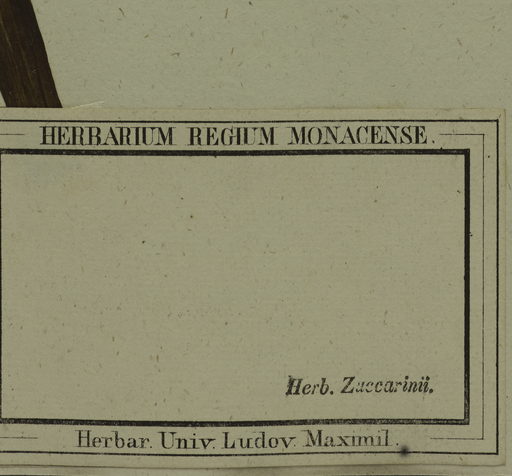 HERBARIUM REGIUM MONACENSE.
Herb. Zuccarinii.
Herbar. Univ. Ludov. Maximil.